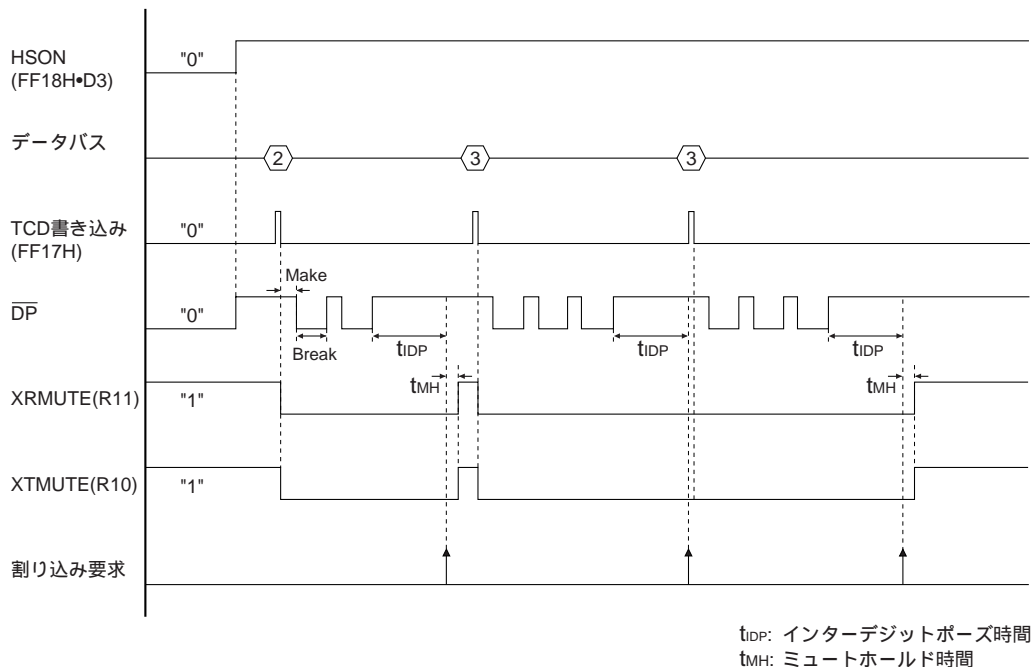 HSON
(FF18H•D3)
"0"
データバス
2
3
3
TCD書き込み
(FF17H)
"0"
Make
DP
"0"
Break
tIDP
tIDP
tIDP
tMH
tMH
XRMUTE(R11)
"1"
XTMUTE(R10)
"1"
割り込み要求
tIDP: インターデジットポーズ時間
tMH: ミュートホールド時間